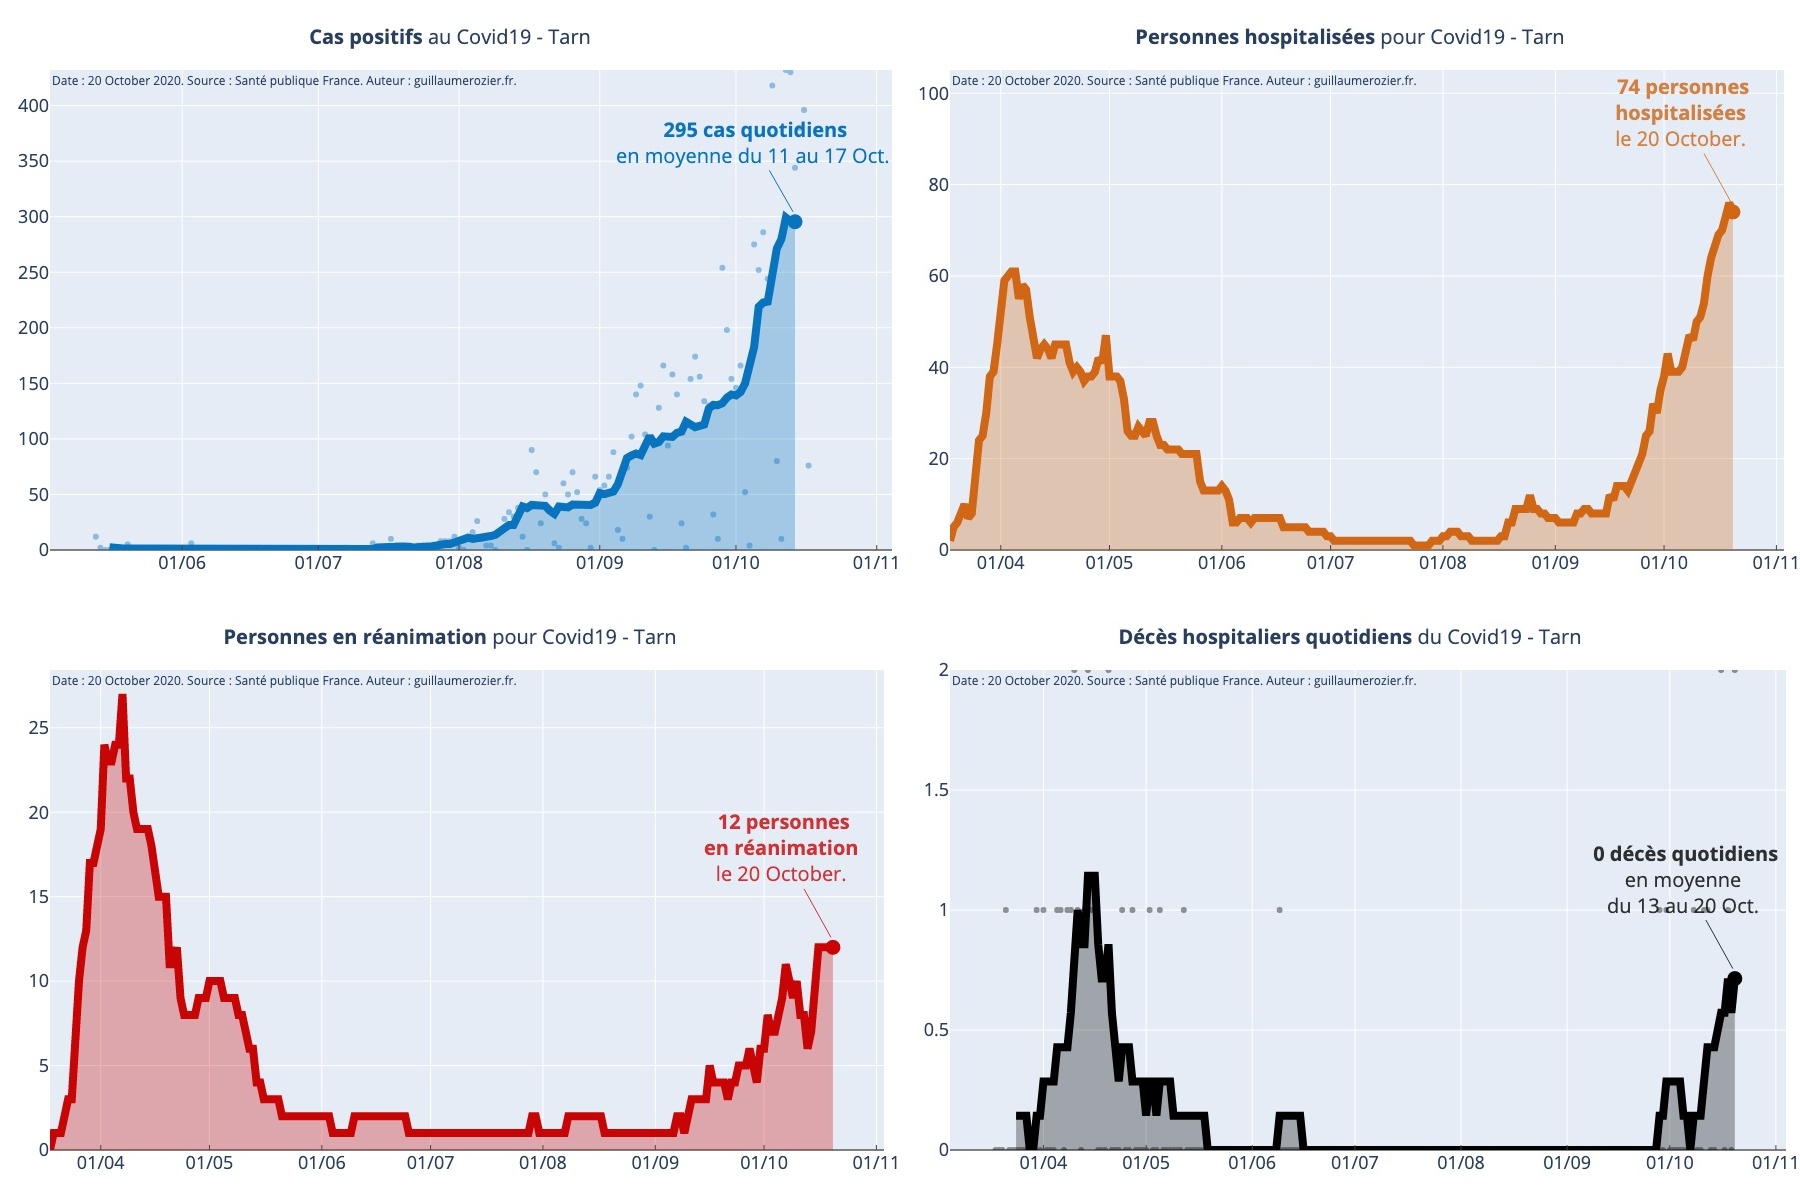 Cas positifs au Covid19 - Tarn
Date : 20 October 2020. Source : Santé publique France. Auteur : guillaumerozier.fr.
400
350
300
250
200
150
100
50
0
295 cas quotidiens
en moyenne du 11 au 17 Oct.
01/06
01/07
01/08
01/09
01/10
01/11
Personnes hospitalisées pour Covid19 - Tarn
Date : 20 October 2020. Source : Santé publique France. Auteur : guillaumerozier.fr.
100
80
60
40
20
0
74 personnes
hospitalisées
le 20 October.
01/04
01/05
01/06
01/07
01/08
01/09
01/10
01/11
Personnes en réanimation pour Covid19 - Tarn
Date : 20 October 2020. Source : Santé publique France. Auteur : guillaumerozier.fr.
25
20
15
10
5
0
12 personnes
en réanimation
le 20 October.
01/04
01/05
01/06
01/07
01/08
01/09
01/10
01/11
Décès hospitaliers quotidiens du Covid19 - Tarn
Date : 20 October 2020. Source : Santé publique France. Auteur : guillaumerozier.fr.
2
1.5
1
0.5
0
0 décès quotidiens
en moyenne
du 13 au 20 Oct.
01/04
01/05
01/06
01/07
01/08
01/09
01/10
01/11